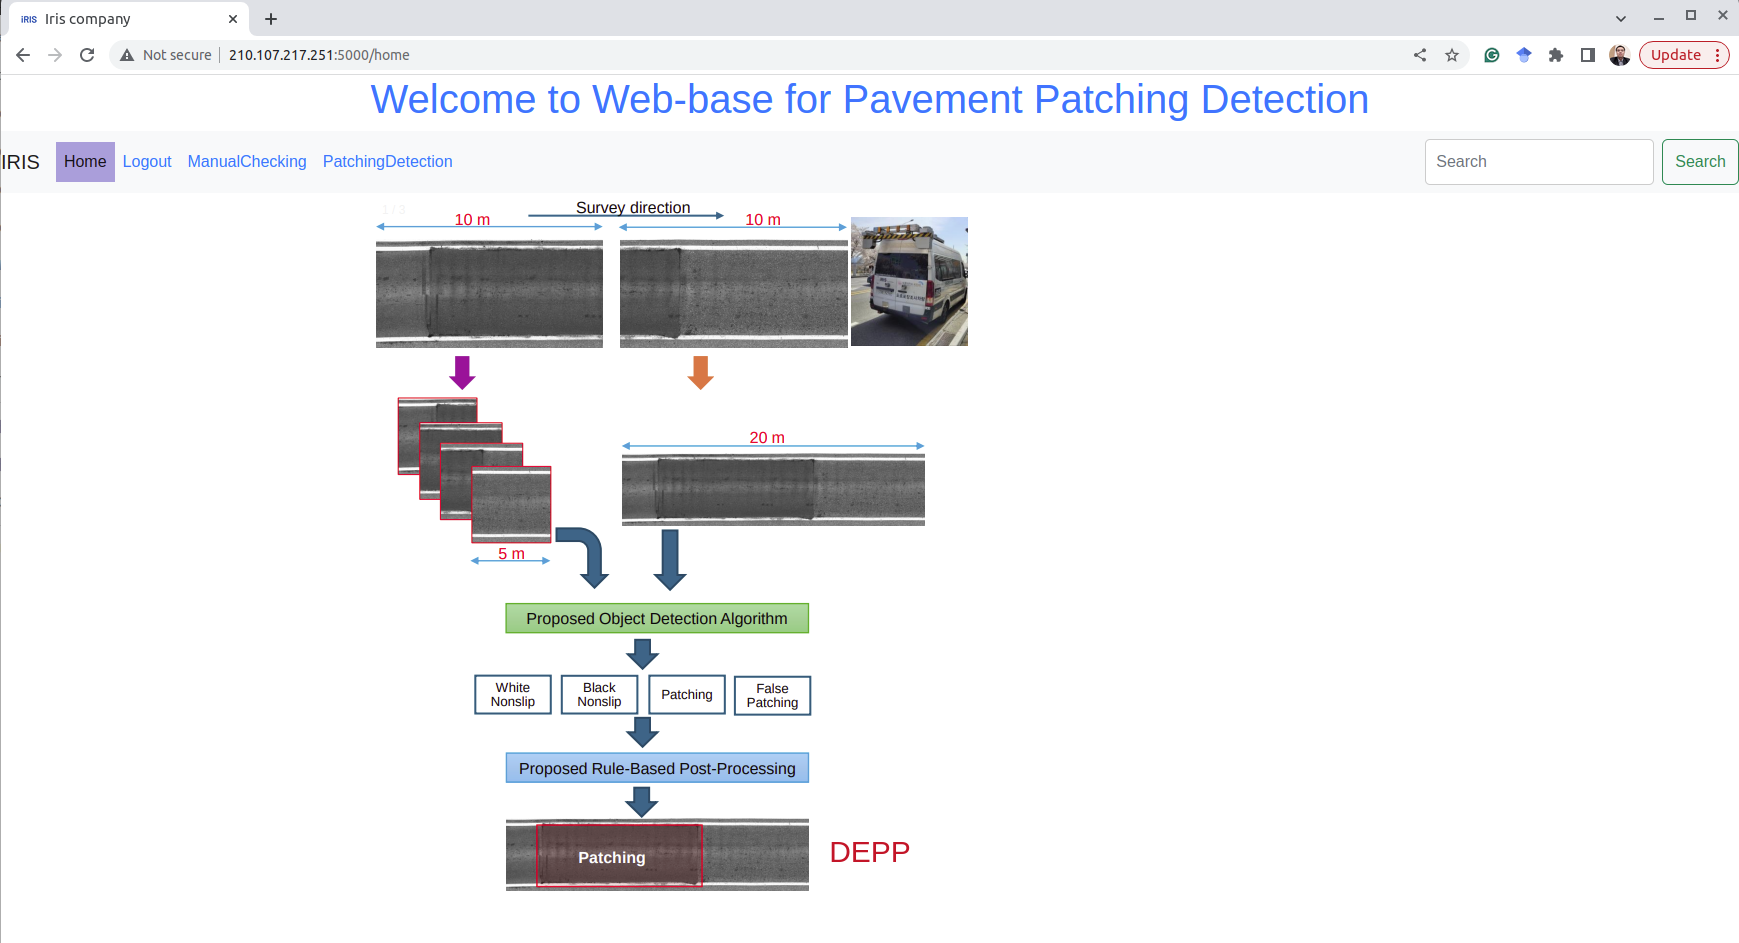 iRIS Iris company
Not secure 210.107.217.251:5000/home
Update
Welcome to Web-base for Pavement Patching Detection
IRIS Home Logout ManualChecking PatchingDetection Search Search
1 / 3
Survey direction
10 m 10 m
20 m
5 m
Proposed Object Detection Algorithm
White Nonslip
Black Nonslip
Patching
False Patching
Proposed Rule-Based Post-Processing
Patching
DEPP